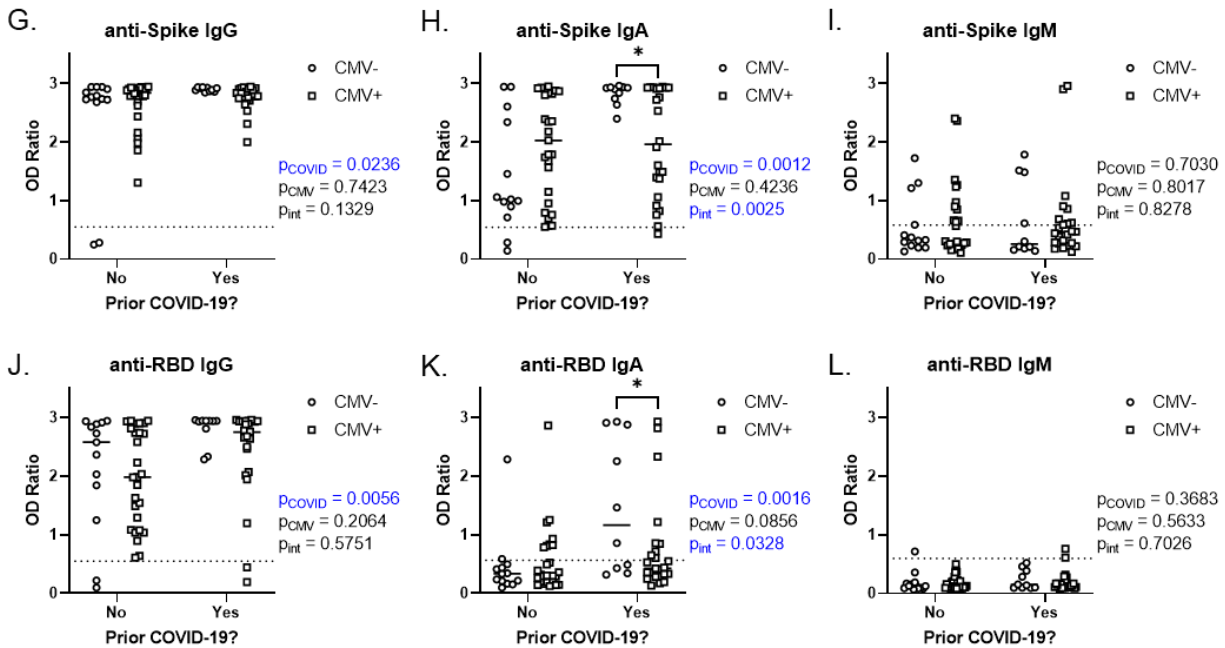 G.
anti-Spike IgG
OD Ratio
3
2
1
0
No
Yes
Prior COVID-19?
CMV-
CMV+
pCOVID = 0.0236
pCMV = 0.7423
pint = 0.1329
H.
anti-Spike IgA
*
OD Ratio
3
2
1
0
No
Yes
Prior COVID-19?
CMV-
CMV+
pCOVID = 0.0012
pCMV = 0.4236
pint = 0.0025
I.
anti-Spike IgM
OD Ratio
3
2
1
0
No
Yes
Prior COVID-19?
CMV-
CMV+
pCOVID = 0.7030
pCMV = 0.8017
pint = 0.8278
J.
anti-RBD IgG
OD Ratio
3
2
1
0
No
Yes
Prior COVID-19?
CMV-
CMV+
pCOVID = 0.0056
pCMV = 0.2064
pint = 0.5751
K.
anti-RBD IgA
*
OD Ratio
3
2
1
0
No
Yes
Prior COVID-19?
CMV-
CMV+
pCOVID = 0.0016
pCMV = 0.0856
pint = 0.0328
L.
anti-RBD IgM
OD Ratio
3
2
1
0
No
Yes
Prior COVID-19?
CMV-
CMV+
pCOVID = 0.3683
pCMV = 0.5633
pint = 0.7026